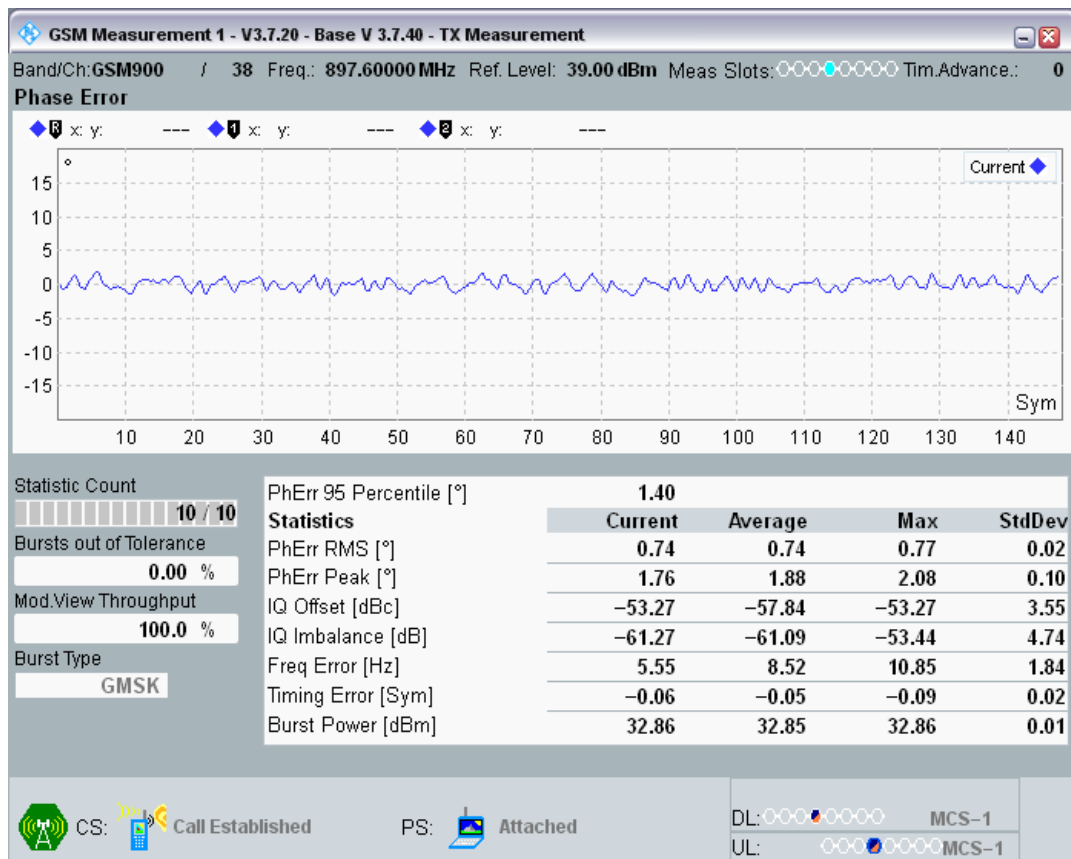 GSM Measurement 1 - V3.7.20 - Base V 3.7.40 - TX Measurement
Band/Ch:GSM900 / 38 Freq.: 897.60000 MHz Ref. Level: 39.00 dBm Meas Slots: Tim.Advance.: 0
Phase Error
R x: y: --- 1 x: y: --- 2 x: y: ---
° Current
15
10
5
0
-5
-10
-15
Sym
10 20 30 40 50 60 70 80 90 100 110 120 130 140
Statistic Count
10 / 10
Bursts out of Tolerance
0.00 %
Mod.View Throughput
100.0 %
Burst Type
GMSK
PhErr 95 Percentile [°] 1.40
Statistics Current Average Max StdDev
PhErr RMS [°] 0.74 0.74 0.77 0.02
PhErr Peak [°] 1.76 1.88 2.08 0.10
IQ Offset [dBc] −53.27 −57.84 −53.27 3.55
IQ Imbalance [dB] −61.27 −61.09 −53.44 4.74
Freq Error [Hz] 5.55 8.52 10.85 1.84
Timing Error [Sym] −0.06 −0.05 −0.09 0.02
Burst Power [dBm] 32.86 32.85 32.86 0.01
CS: Call Established PS: Attached
DL: MCS−1
UL: MCS−1